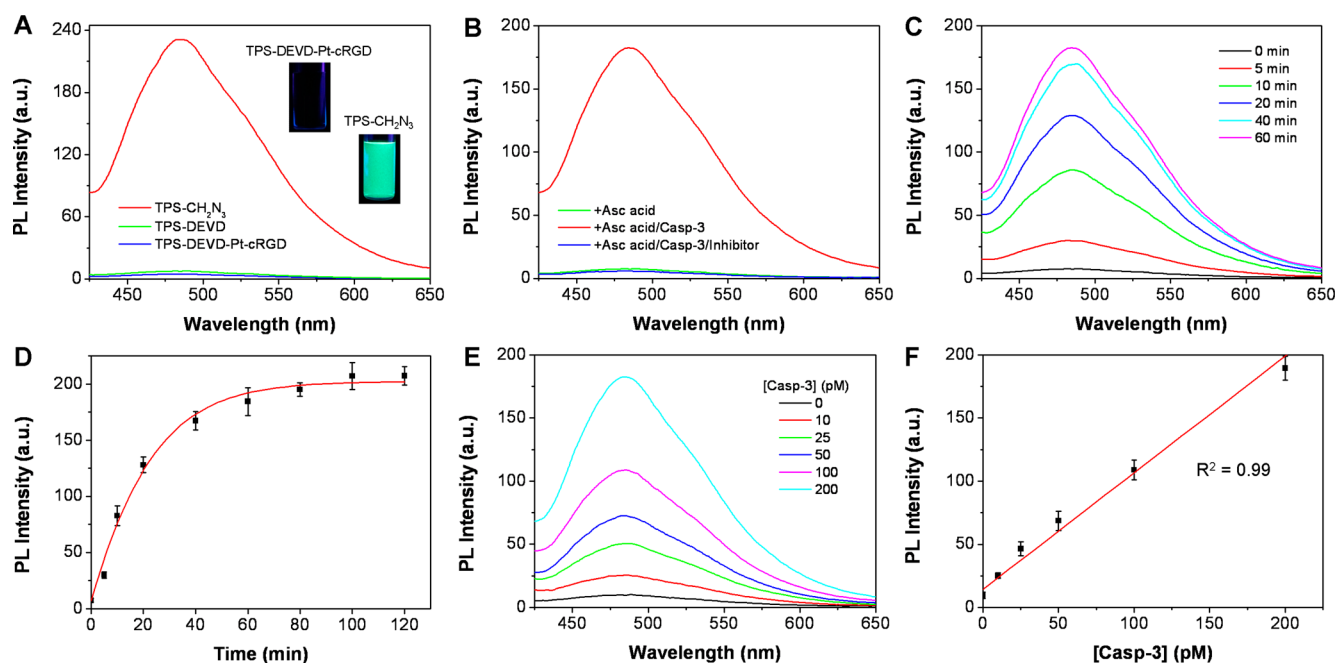 A
PL Intensity (a.u.)
240
180
120
60
0
450 500 550 600 650
Wavelength (nm)
TPS-DEVD-Pt-cRGD
TPS-CH₂N₃
TPS-CH₂N₃
TPS-DEVD
TPS-DEVD-Pt-cRGD
B
PL Intensity (a.u.)
200
150
100
50
0
450 500 550 600 650
Wavelength (nm)
+Asc acid
+Asc acid/Casp-3
+Asc acid/Casp-3/Inhibitor
C
PL Intensity (a.u.)
200
150
100
50
0
450 500 550 600 650
Wavelength (nm)
0 min
5 min
10 min
20 min
40 min
60 min
D
PL Intensity (a.u.)
200
150
100
50
0
0 20 40 60 80 100 120
Time (min)
E
PL Intensity (a.u.)
200
150
100
50
0
450 500 550 600 650
Wavelength (nm)
[Casp-3] (pM)
0
10
25
50
100
200
F
PL Intensity (a.u.)
200
150
100
50
0
0 50 100 150 200
[Casp-3] (pM)
R² = 0.99